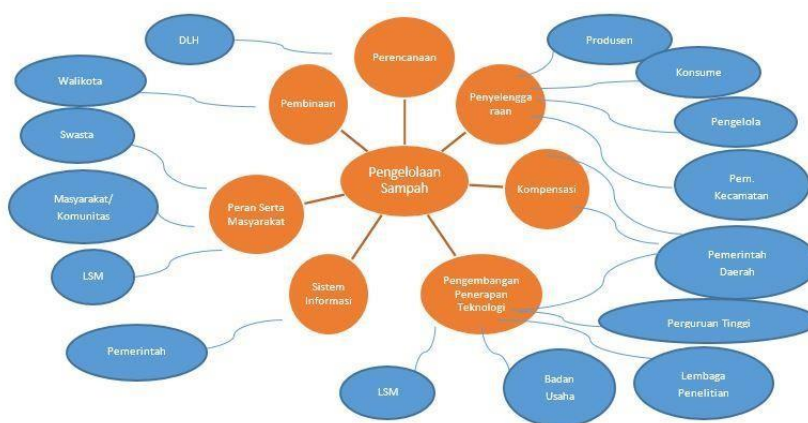 DLH
Perencanaan
Produsen
Konsume
Walikota
Pembinaan
Penyelengga
raan
Pengelola
Swasta
Pengelolaan
Sampah
Kompensasi
Pem.
Kecamatan
Masyarakat/
Komunitas
Peran Serta
Masyarakat
Pemerintah
Daerah
LSM
Sistem
Informasi
Pengembangan
Penerapan
Teknologi
Perguruan Tinggi
Pemerintah
LSM
Badan
Usaha
Lembaga
Penelitian